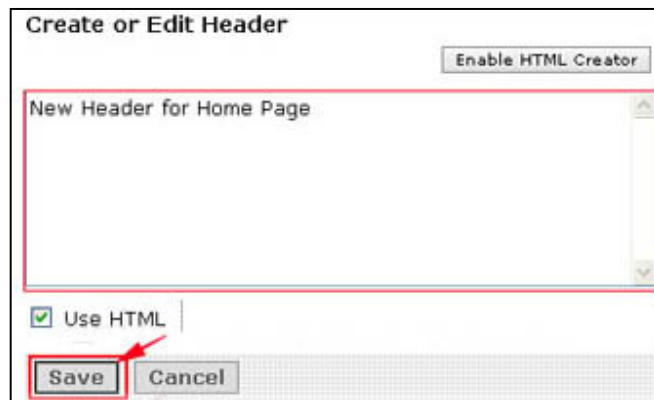 Create or Edit Header
Enable HTML Creator
New Header for Home Page
Use HTML
Save Cancel